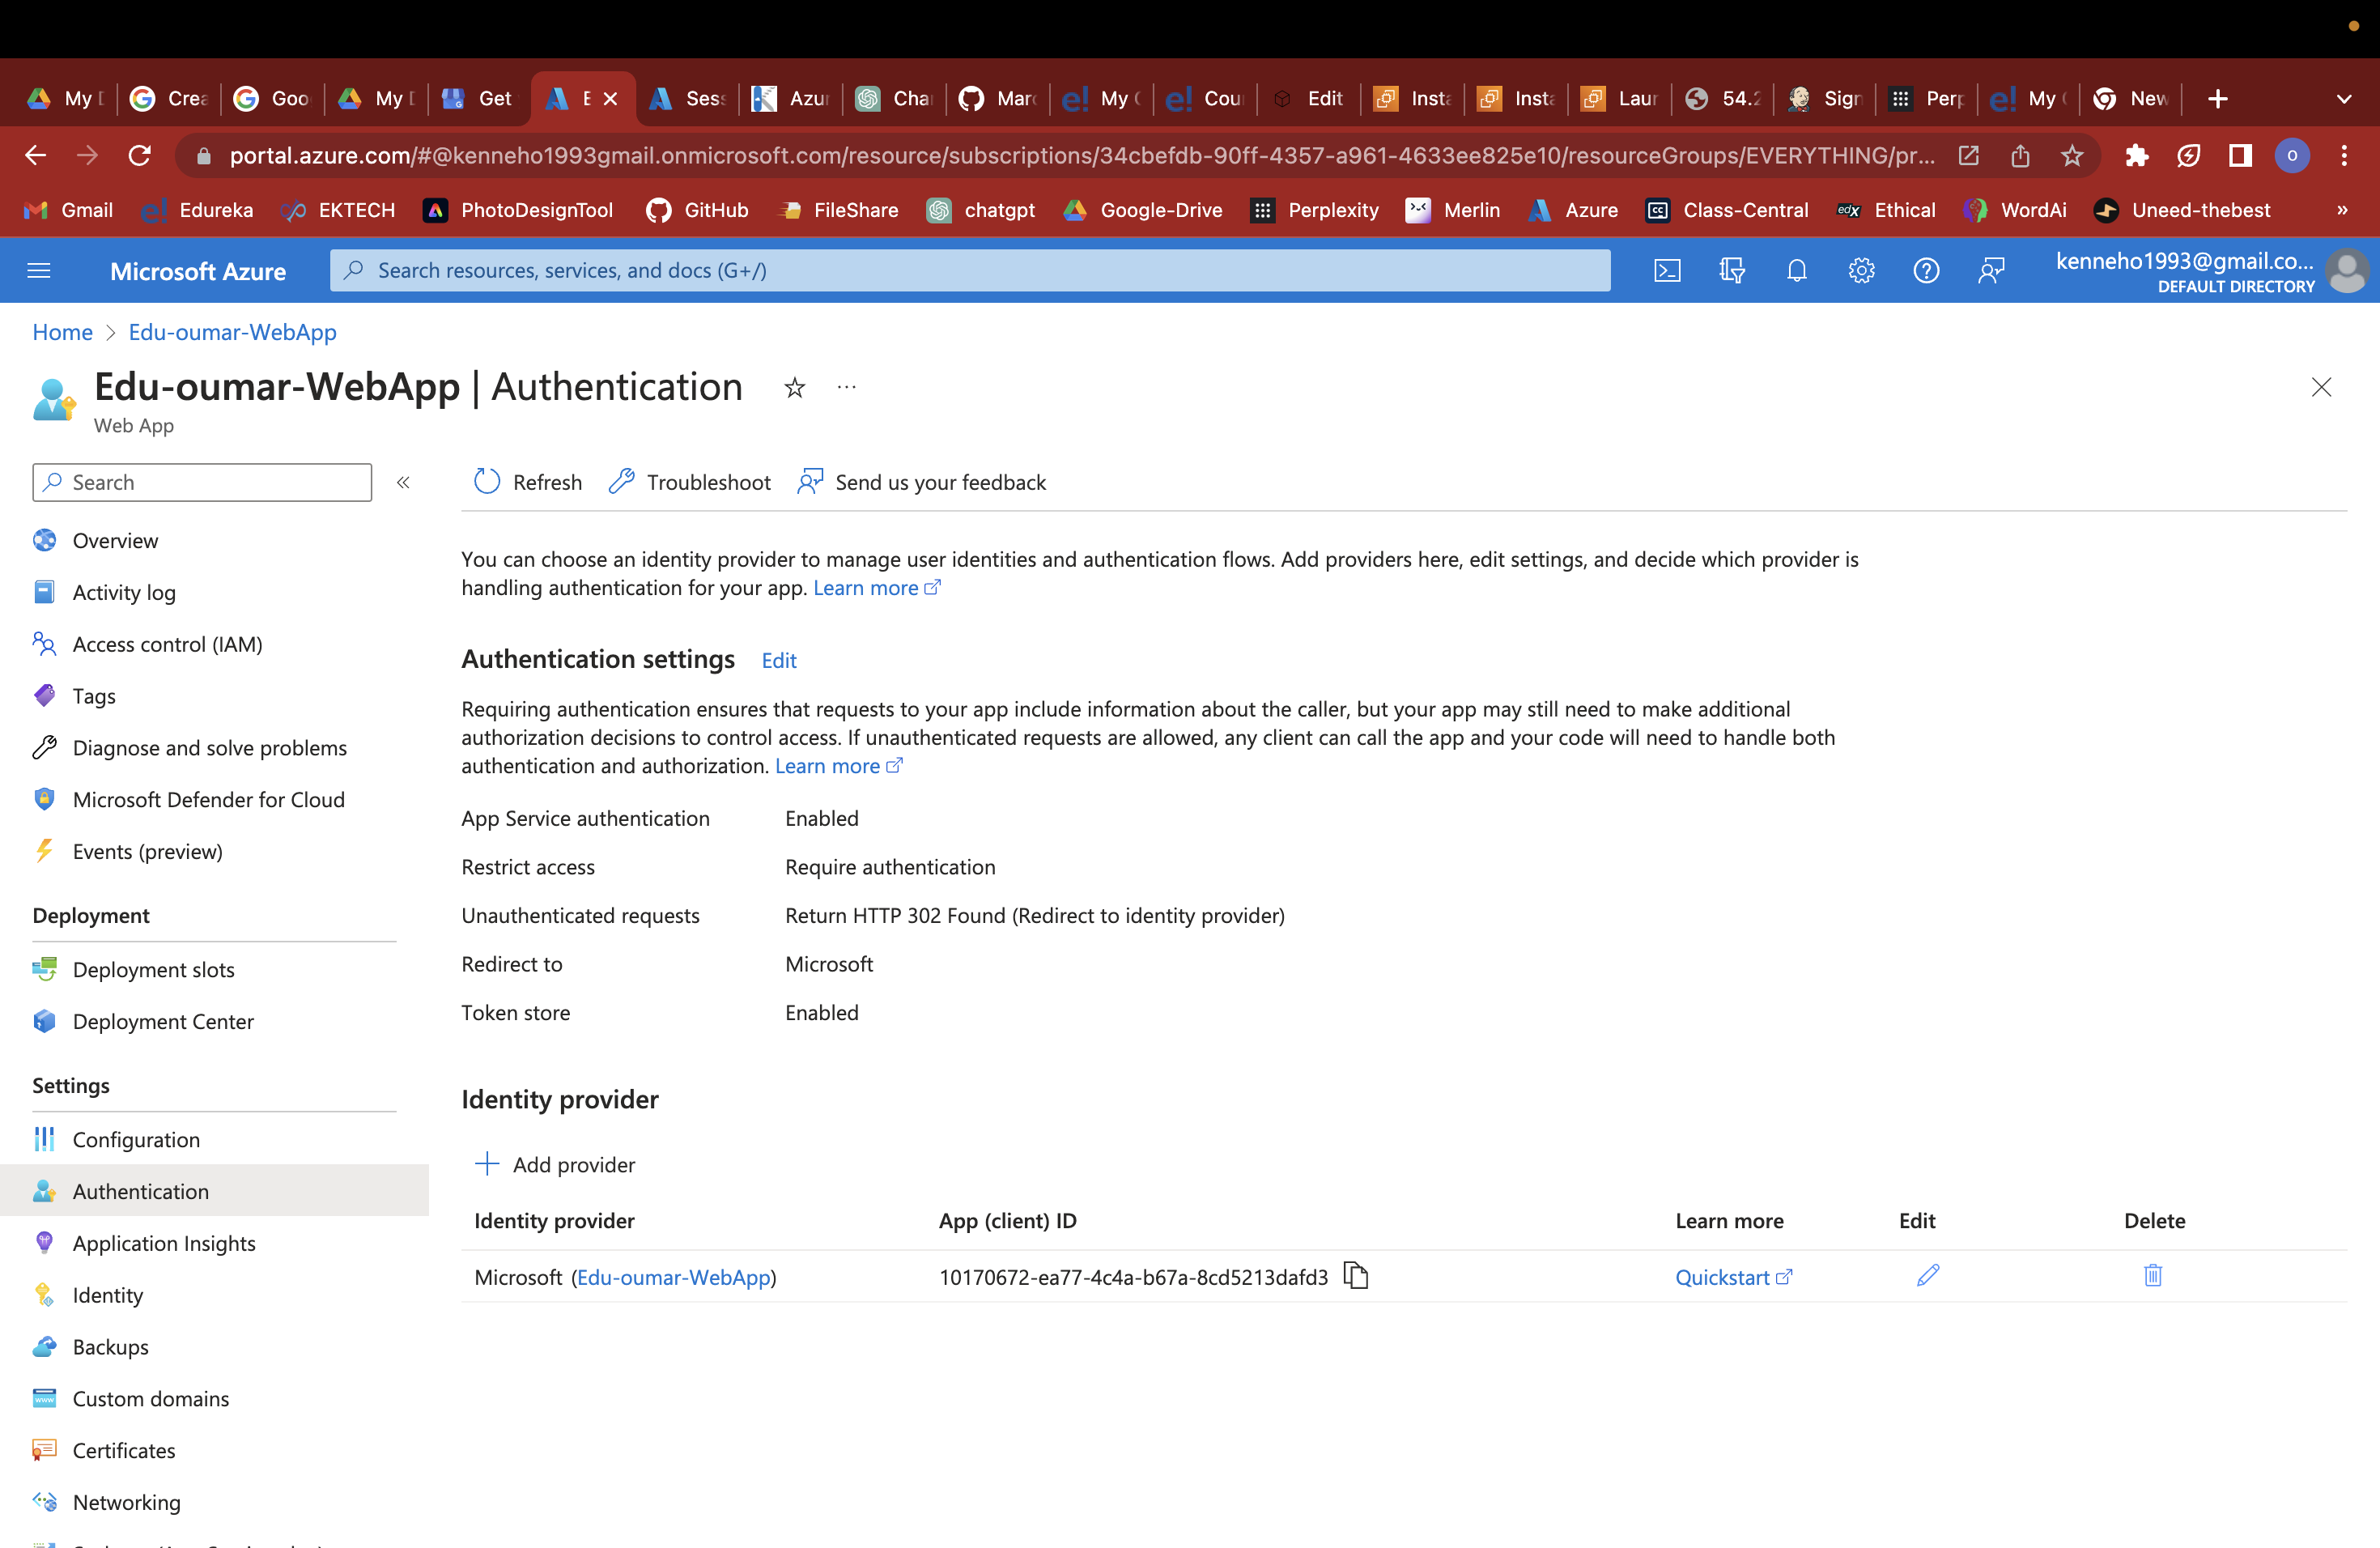 My
Crea
Goo
My
Get
E
Sess
Azur
Cha
Marc
My
Cou
Edit
Insta
Insta
Laur
54.2
Sign
Perp
My
New
portal.azure.com/#@kenneho1993gmail.onmicrosoft.com/resource/subscriptions/34cbefdb-90ff-4357-a961-4633ee825e10/resourceGroups/EVERYTHING/pr...
O
Gmail
Edureka
EKTECH
PhotoDesignTool
GitHub
FileShare
chatgpt
Google-Drive
Perplexity
Merlin
Azure
Class-Central
Ethical
WordAi
Uneed-thebest
»
Microsoft Azure
Search resources, services, and docs (G+/)
kenneho1993@gmail.co...
DEFAULT DIRECTORY
Home > Edu-oumar-WebApp
Edu-oumar-WebApp | Authentication
Web App
Search
«
Refresh
Troubleshoot
Send us your feedback
Overview
Activity log
Access control (IAM)
Tags
Diagnose and solve problems
Microsoft Defender for Cloud
Events (preview)
Deployment
Deployment slots
Deployment Center
Settings
Configuration
Authentication
Application Insights
Identity
Backups
Custom domains
Certificates
Networking
You can choose an identity provider to manage user identities and authentication flows. Add providers here, edit settings, and decide which provider is
handling authentication for your app. Learn more
Authentication settings Edit
Requiring authentication ensures that requests to your app include information about the caller, but your app may still need to make additional
authorization decisions to control access. If unauthenticated requests are allowed, any client can call the app and your code will need to handle both
authentication and authorization. Learn more
App Service authentication Enabled
Restrict access Require authentication
Unauthenticated requests Return HTTP 302 Found (Redirect to identity provider)
Redirect to Microsoft
Token store Enabled
Identity provider
Add provider
Identity provider App (client) ID Learn more Edit Delete
Microsoft (Edu-oumar-WebApp) 10170672-ea77-4c4a-b67a-8cd5213dafd3 Quickstart